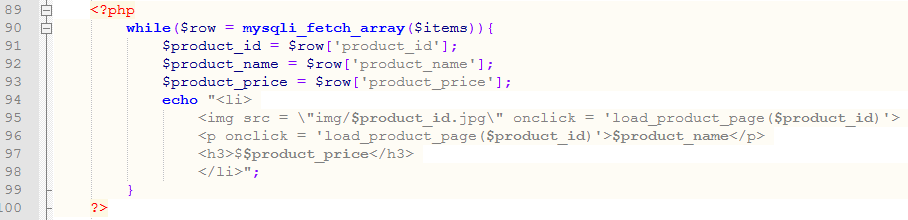 89 <?php
90 while($row = mysqli_fetch_array($items)){
91 $product_id = $row['product_id'];
92 $product_name = $row['product_name'];
93 $product_price = $row['product_price'];
94 echo "<li>
95 <img src = \"img/$product_id.jpg\" onclick = 'load_product_page($product_id)'>
96 <p onclick = 'load_product_page($product_id)'>$product_name</p>
97 <h3>$$product_price</h3>
98 </li>";
99 }
100 ?>